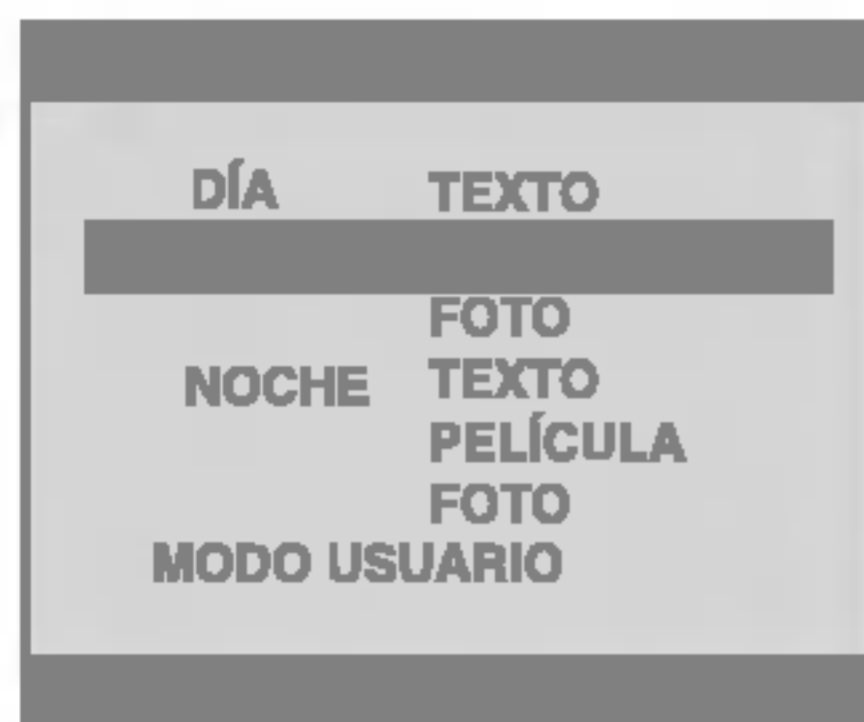 DÍA TEXTO
FOTO
NOCHE TEXTO
PELÍCULA
FOTO
MODO USUARIO